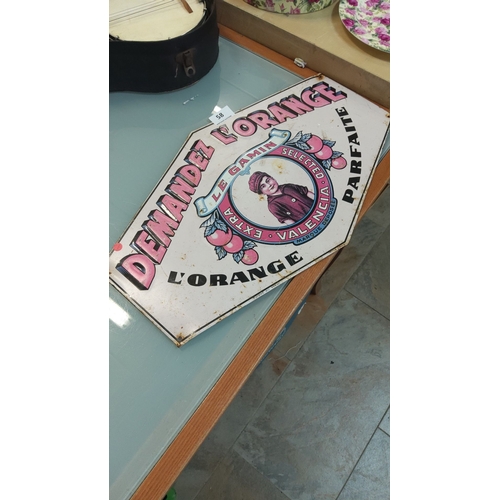 58
DEMANDEZ L'ORANGE
LE GAMIN
EXTRA · SELECTED · VALENCIA
L'ORANGE PARFAITE